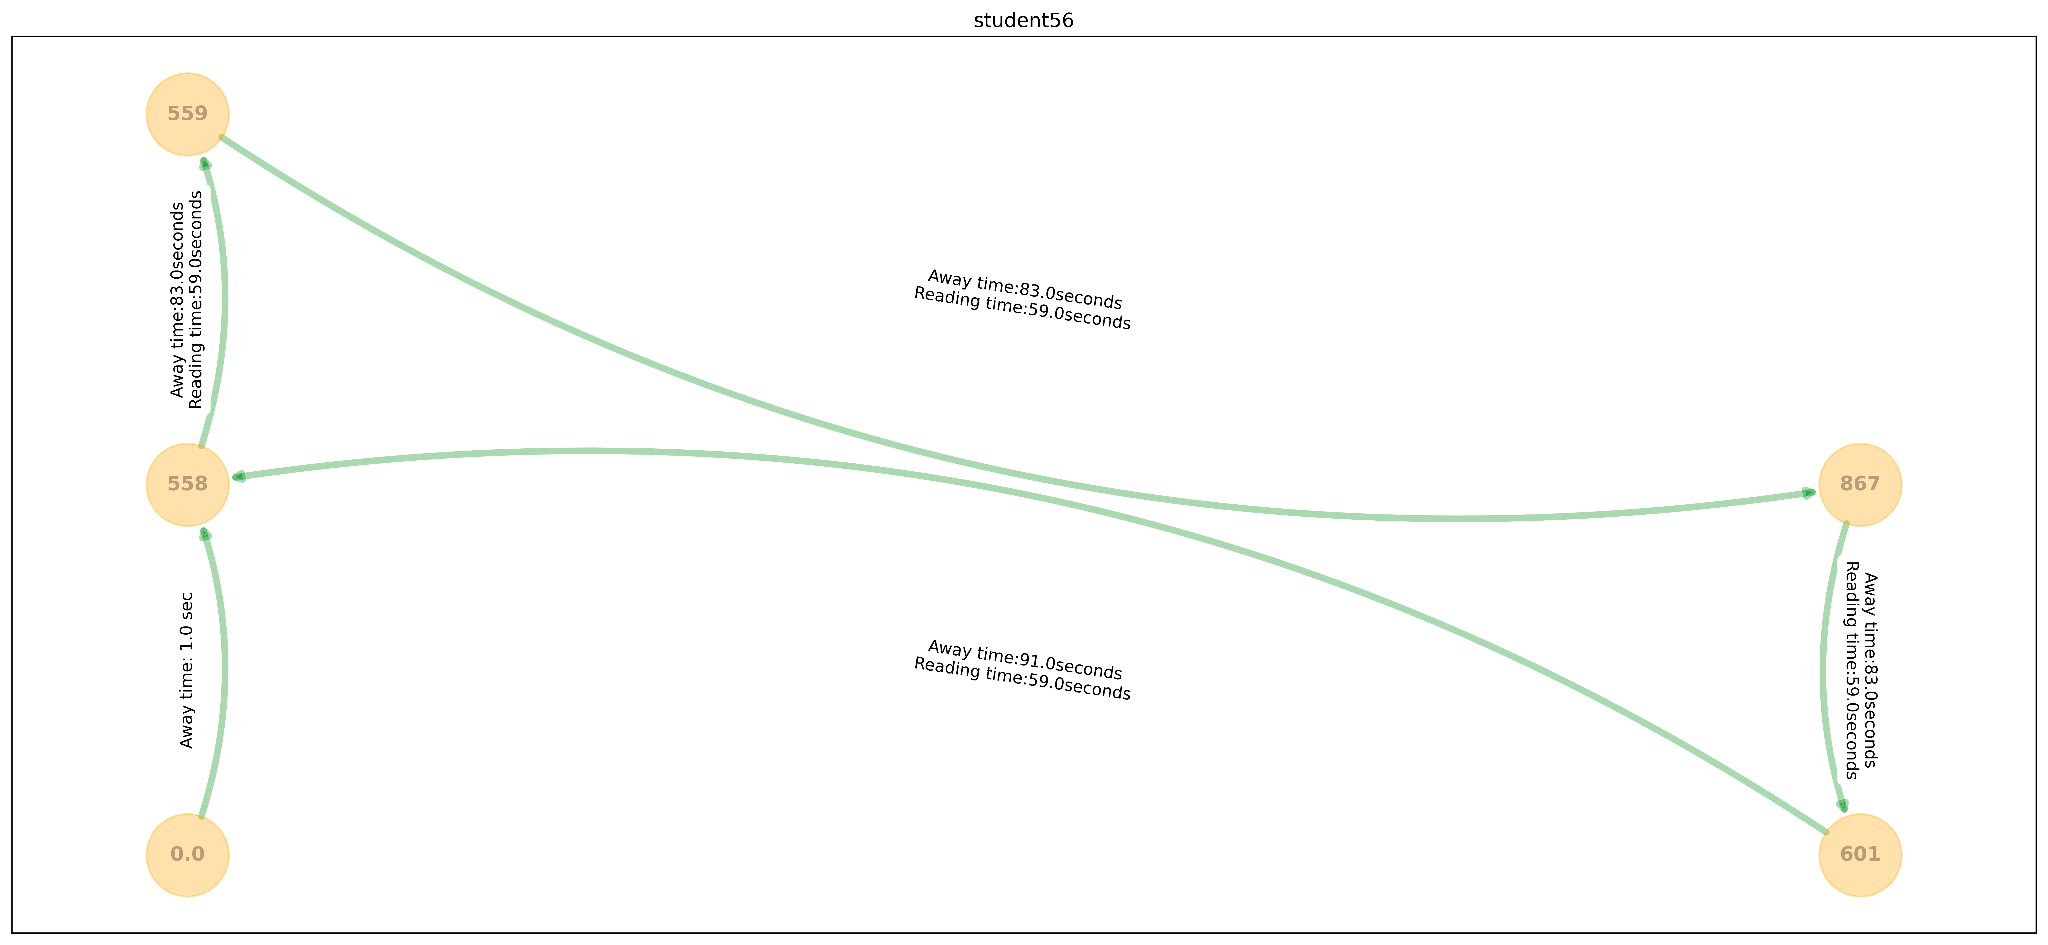 student56
559
Away time:83.0seconds
Reading time:59.0seconds
Away time:83.0seconds
Reading time:59.0seconds
558
867
Away time: 1.0 sec
Away time:91.0seconds
Reading time:59.0seconds
Away time:83.0seconds
Reading time:59.0seconds
0.0
601